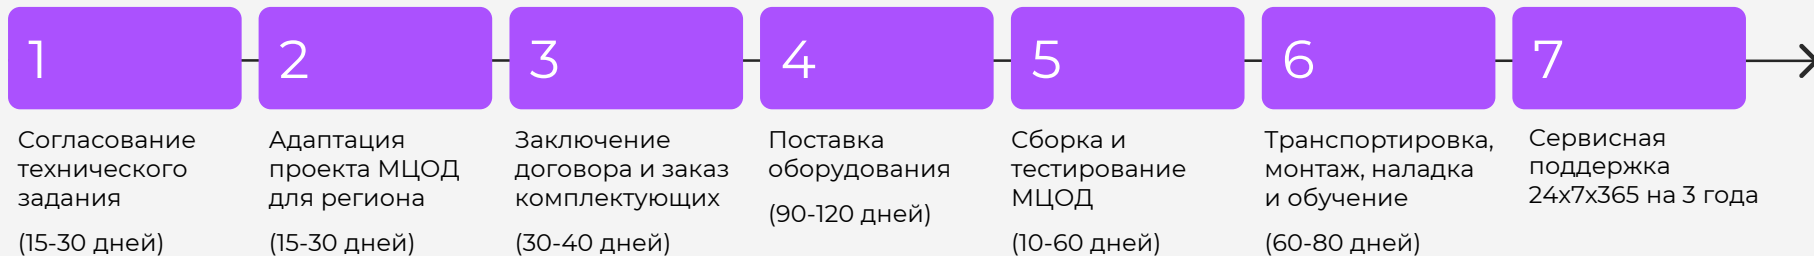 1
Согласование
технического
задания
(15-30 дней)
2
Адаптация
проекта МЦОД
для региона
(15-30 дней)
3
Заключение
договора и заказ
комплектующих
(30-40 дней)
4
Поставка
оборудования
(90-120 дней)
5
Сборка и
тестирование
МЦОД
(10-60 дней)
6
Транспортировка,
монтаж, наладка
и обучение
(60-80 дней)
7
Сервисная
поддержка
24х7х365 на 3 года